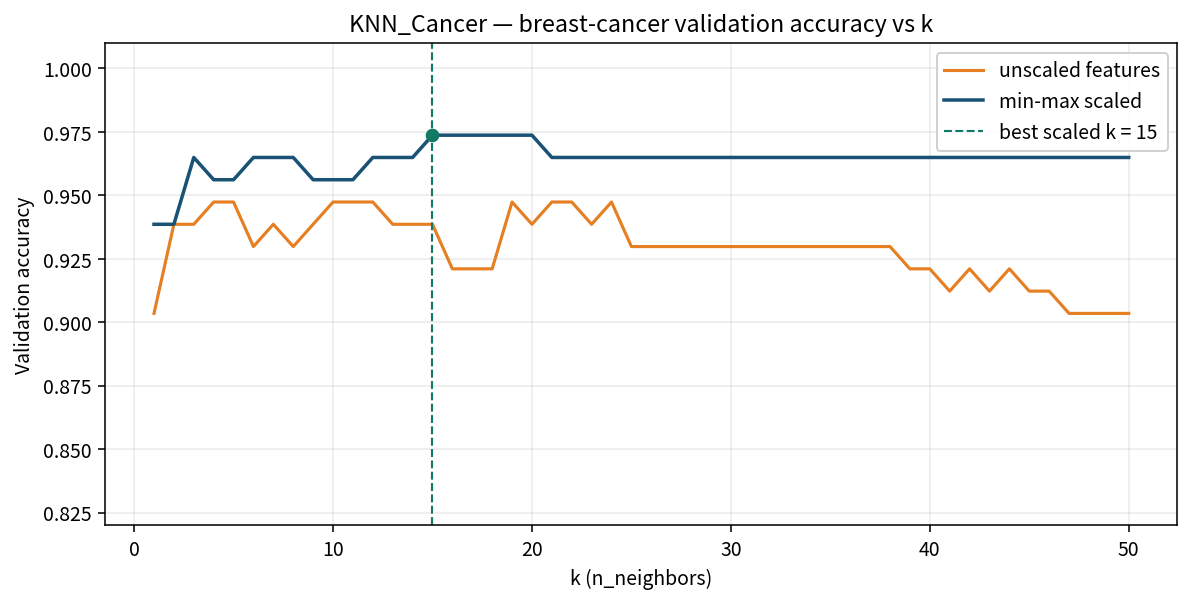 KNN_Cancer — breast-cancer validation accuracy vs k
unscaled features
min-max scaled
best scaled k = 15
Validation accuracy
1.000
0.975
0.950
0.925
0.900
0.875
0.850
0.825
0 10 20 30 40 50
k (n_neighbors)